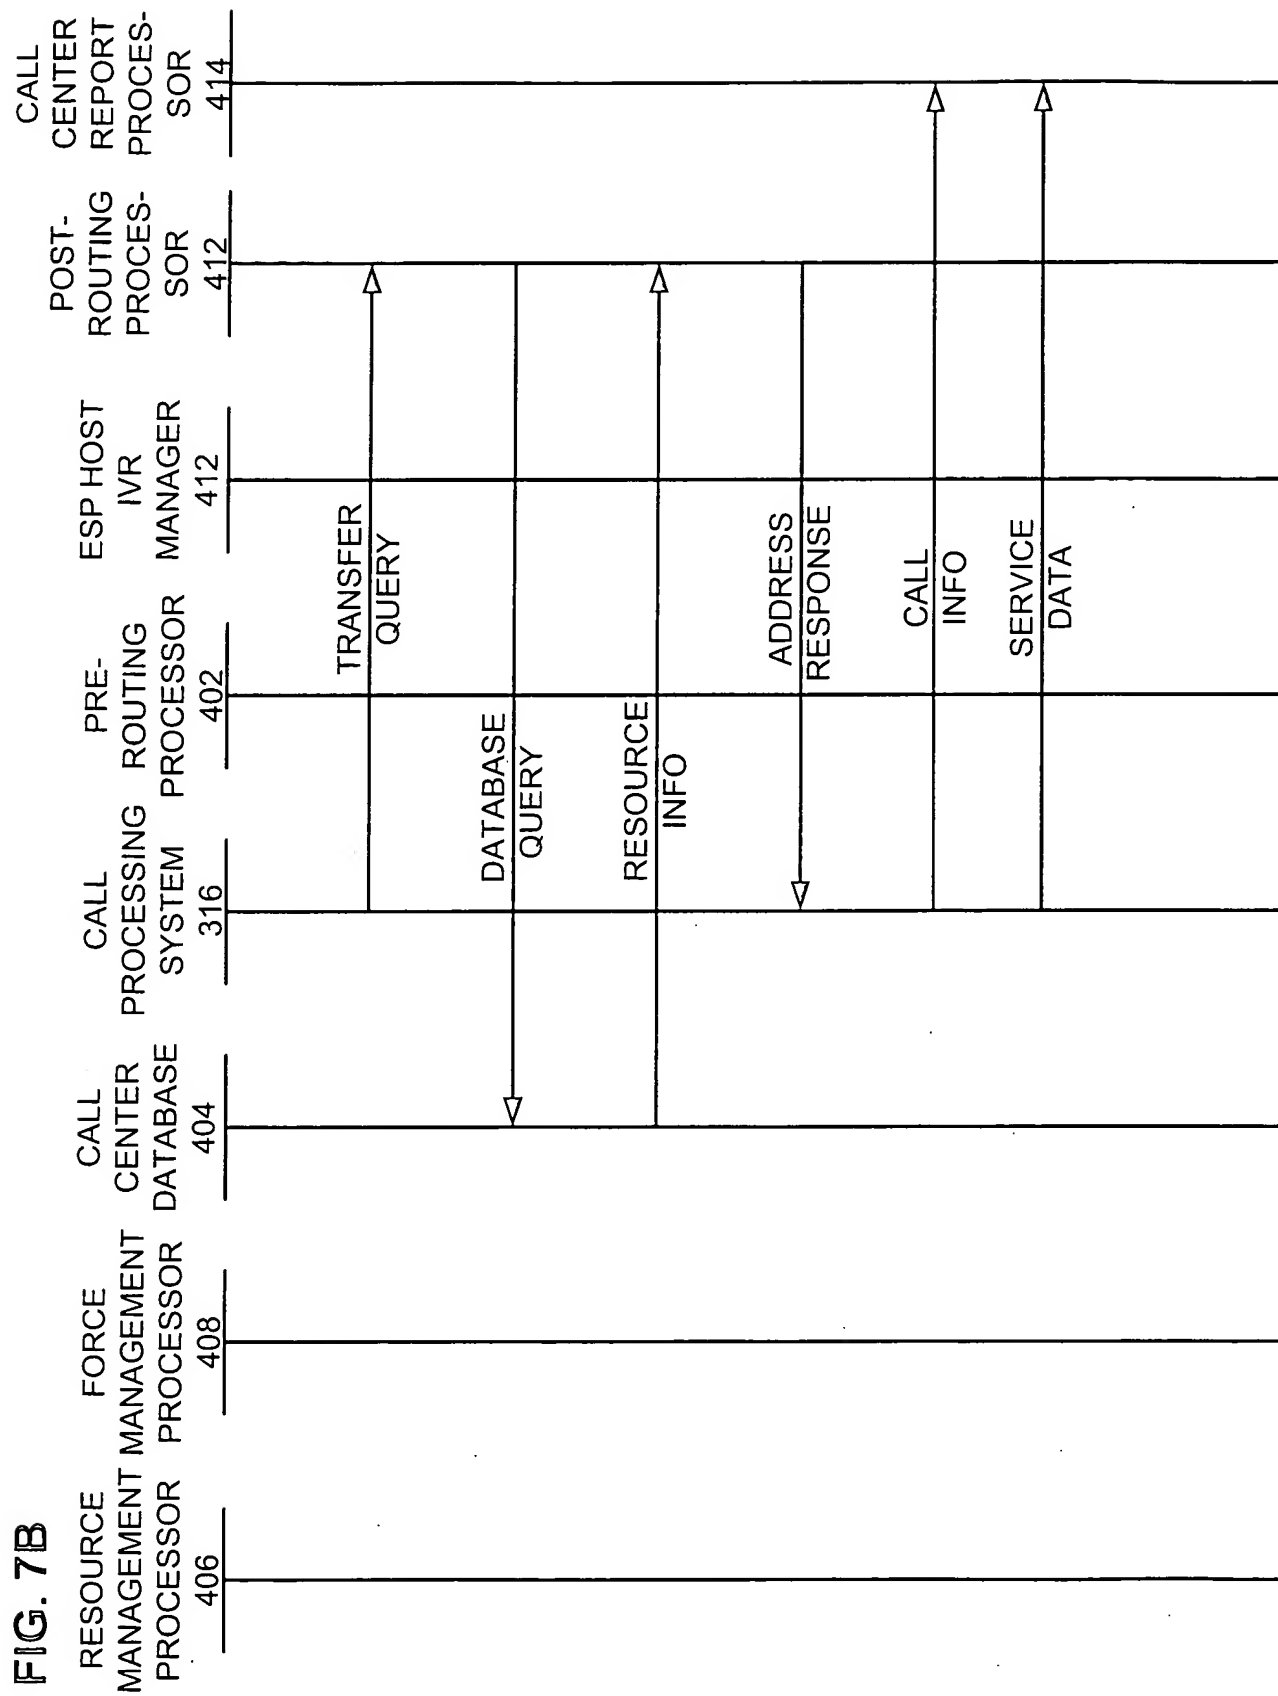 FIG. 7B
RESOURCE
MANAGEMENT
PROCESSOR
406
FORCE
MANAGEMENT
PROCESSOR
408
CALL
CENTER
DATABASE
404
CALL
PROCESSING
SYSTEM
316
PRE-
ROUTING
PROCESSOR
402
ESP HOST
IVR
MANAGER
412
POST-
ROUTING
PROCES-
SOR
412
CALL
CENTER
REPORT
PROCES-
SOR
414
TRANSFER
QUERY
DATABASE
QUERY
RESOURCE
INFO
ADDRESS
RESPONSE
CALL
INFO
SERVICE
DATA